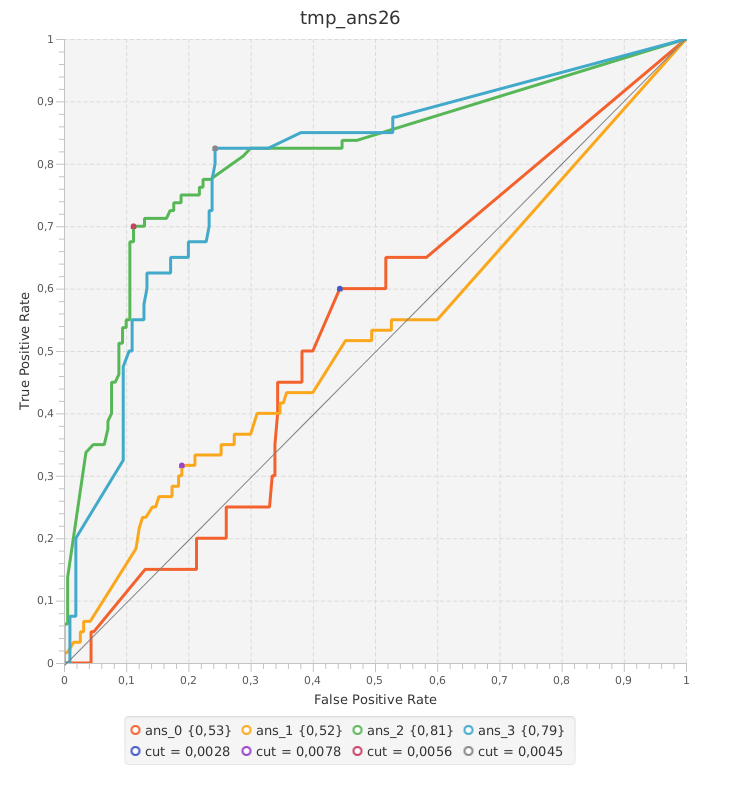 tmp_ans26
1
0,9
0,8
0,7
0,6
0,5
0,4
0,3
0,2
0,1
0
True Positive Rate
0 0,1 0,2 0,3 0,4 0,5 0,6 0,7 0,8 0,9 1
False Positive Rate
ans_0 {0,53} ans_1 {0,52} ans_2 {0,81} ans_3 {0,79}
cut = 0,0028 cut = 0,0078 cut = 0,0056 cut = 0,0045